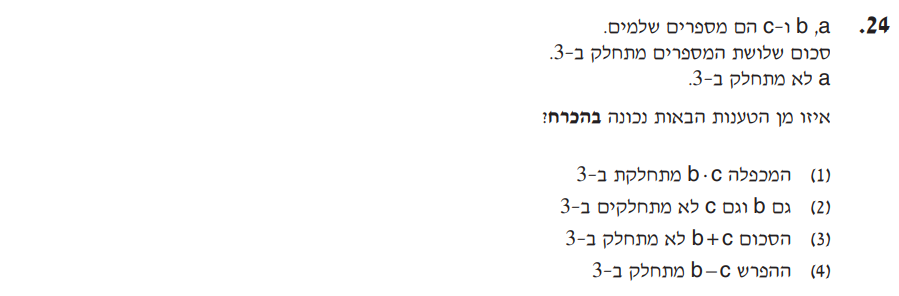 24. a, b ו-c הם מספרים שלמים.
סכום שלושת המספרים מתחלק ב-3.
a לא מתחלק ב-3.
איזו מן הטענות הבאות נכונה בהכרח?
(1) המכפלה b·c מתחלקת ב-3
(2) גם b וגם c לא מתחלקים ב-3
(3) הסכום b+c לא מתחלק ב-3
(4) ההפרש b–c מתחלק ב-3